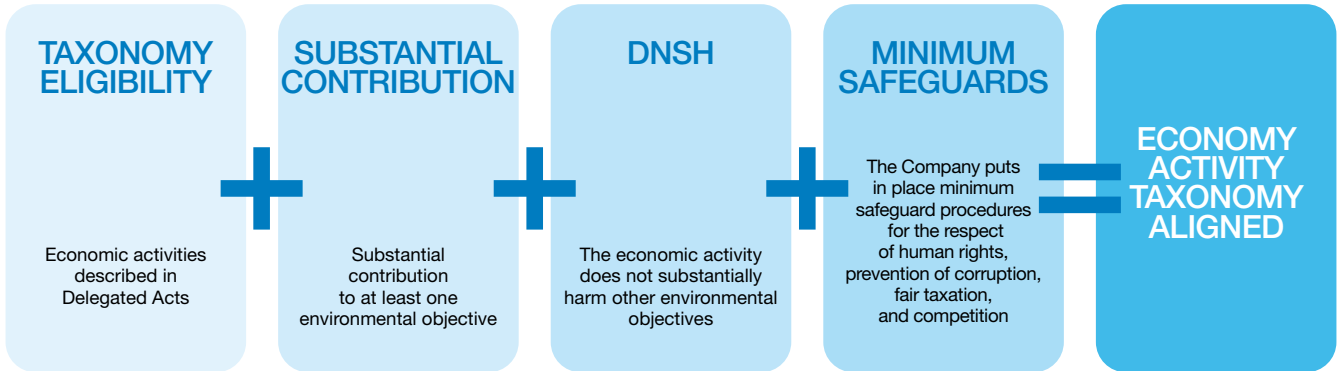 TAXONOMY
ELIGIBILITY
Economic activities
described in
Delegated Acts
SUBSTANTIAL
CONTRIBUTION
Substantial
contribution
to at least one
environmental objective
DNSH
The economic activity
does not substantially
harm other environmental
objectives
MINIMUM
SAFEGUARDS
The Company puts
in place minimum
safeguard procedures
for the respect
of human rights,
prevention of corruption,
fair taxation,
and competition
ECONOMY
ACTIVITY
TAXONOMY
ALIGNED